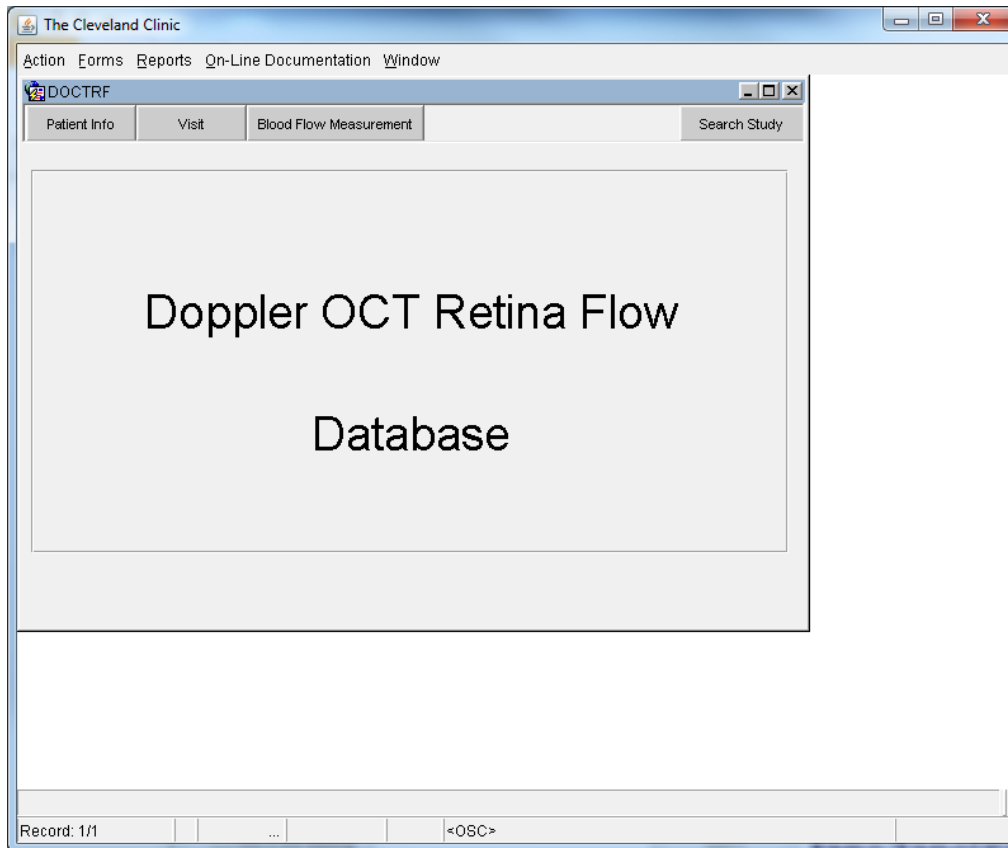 The Cleveland Clinic
Action Forms Reports On-Line Documentation Window
DOCTRF
Patient Info Visit Blood Flow Measurement Search Study
Doppler OCT Retina Flow
Database
Record: 1/1 ... <OSC>